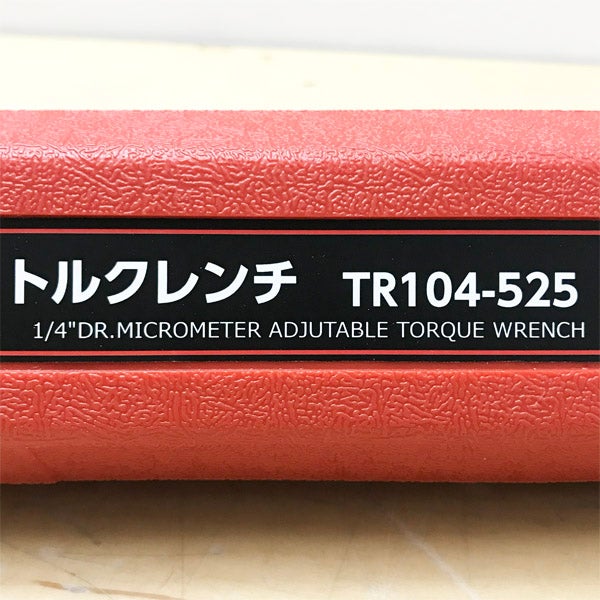 トルクレンチ TR104-525
1/4"DR.MICROMETER ADJUTABLE TORQUE WRENCH